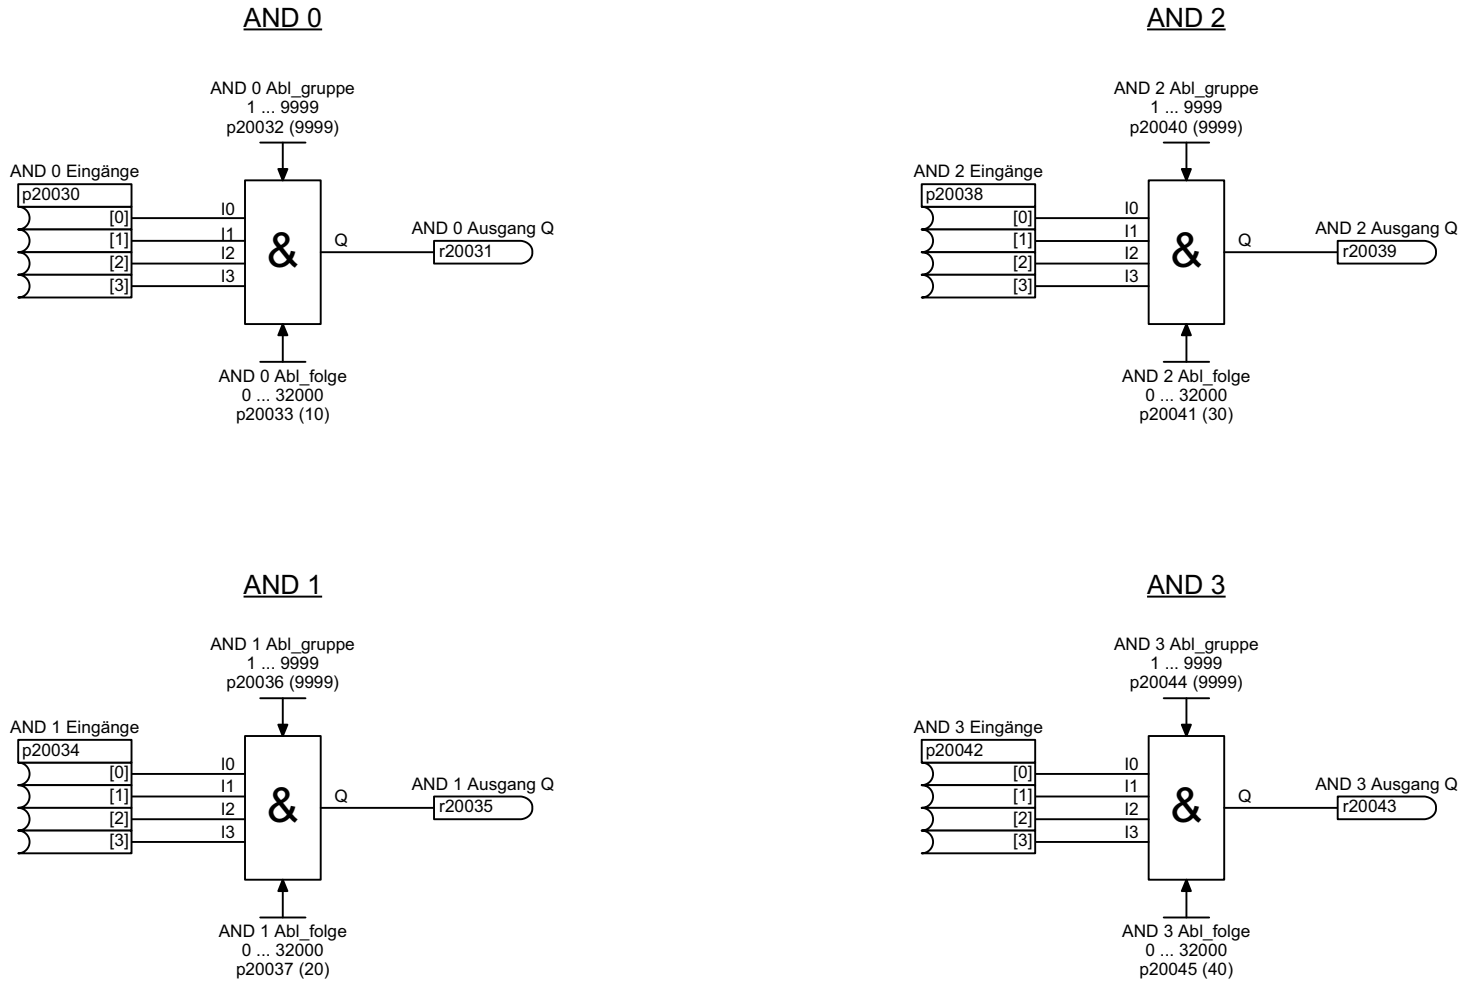 AND 0
AND 0 Abl_gruppe
1 ... 9999
p20032 (9999)
AND 0 Eingänge
p20030
[0]
[1]
[2]
[3]
I0
I1
I2
I3
&
Q
AND 0 Ausgang Q
r20031
AND 0 Abl_folge
0 ... 32000
p20033 (10)
AND 2
AND 2 Abl_gruppe
1 ... 9999
p20040 (9999)
AND 2 Eingänge
p20038
[0]
[1]
[2]
[3]
I0
I1
I2
I3
&
Q
AND 2 Ausgang Q
r20039
AND 2 Abl_folge
0 ... 32000
p20041 (30)
AND 1
AND 1 Abl_gruppe
1 ... 9999
p20036 (9999)
AND 1 Eingänge
p20034
[0]
[1]
[2]
[3]
I0
I1
I2
I3
&
Q
AND 1 Ausgang Q
r20035
AND 1 Abl_folge
0 ... 32000
p20037 (20)
AND 3
AND 3 Abl_gruppe
1 ... 9999
p20044 (9999)
AND 3 Eingänge
p20042
[0]
[1]
[2]
[3]
I0
I1
I2
I3
&
Q
AND 3 Ausgang Q
r20043
AND 3 Abl_folge
0 ... 32000
p20045 (40)